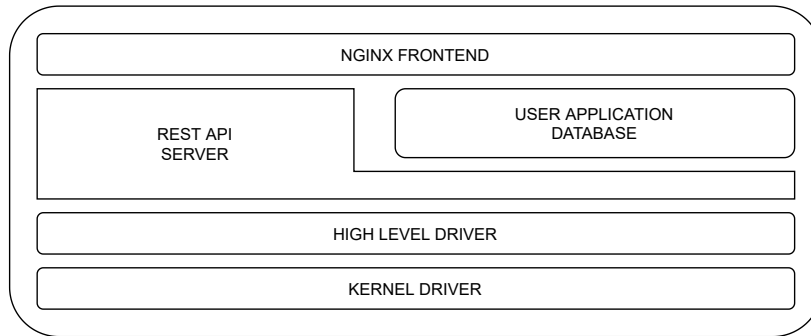 NGINX FRONTEND
REST API
SERVER
USER APPLICATION
DATABASE
HIGH LEVEL DRIVER
KERNEL DRIVER